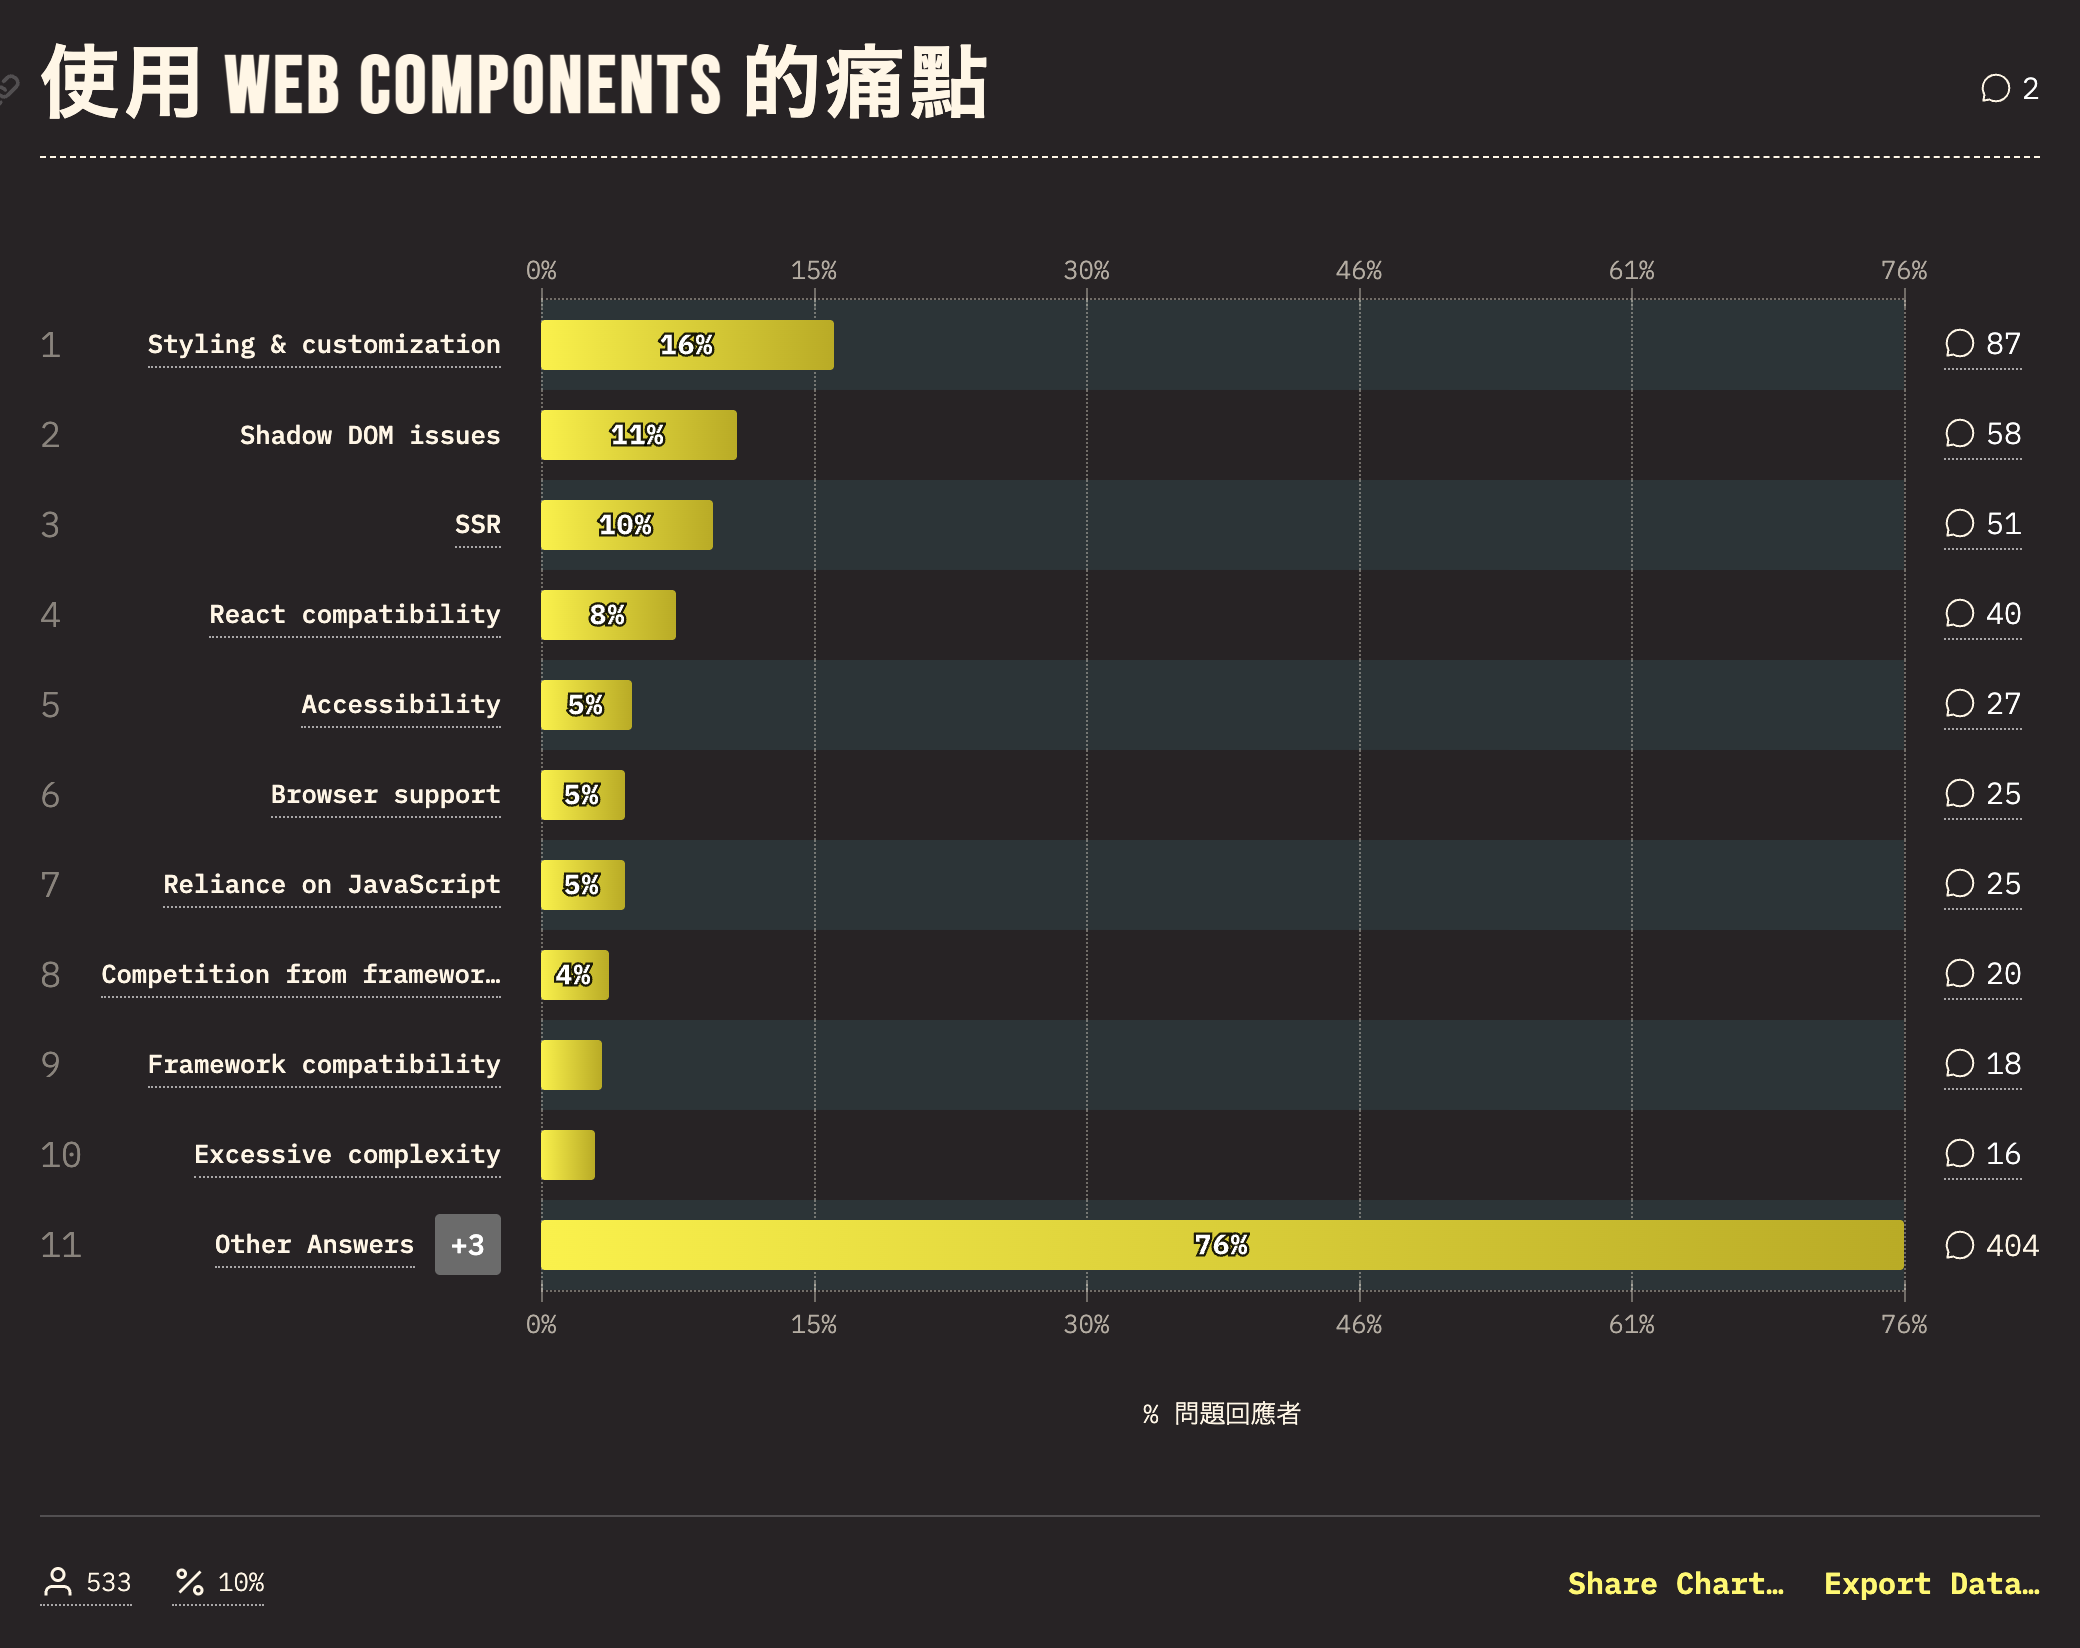 使用 WEB COMPONENTS 的痛點
2
0% 15% 30% 46% 61% 76%
1 Styling & customization 16% 87
2 Shadow DOM issues 11% 58
3 SSR 10% 51
4 React compatibility 8% 40
5 Accessibility 5% 27
6 Browser support 5% 25
7 Reliance on JavaScript 5% 25
8 Competition from framewor… 4% 20
9 Framework compatibility 18
10 Excessive complexity 16
11 Other Answers +3 76% 404
0% 15% 30% 46% 61% 76%
% 問題回應者
533 10% Share Chart… Export Data…